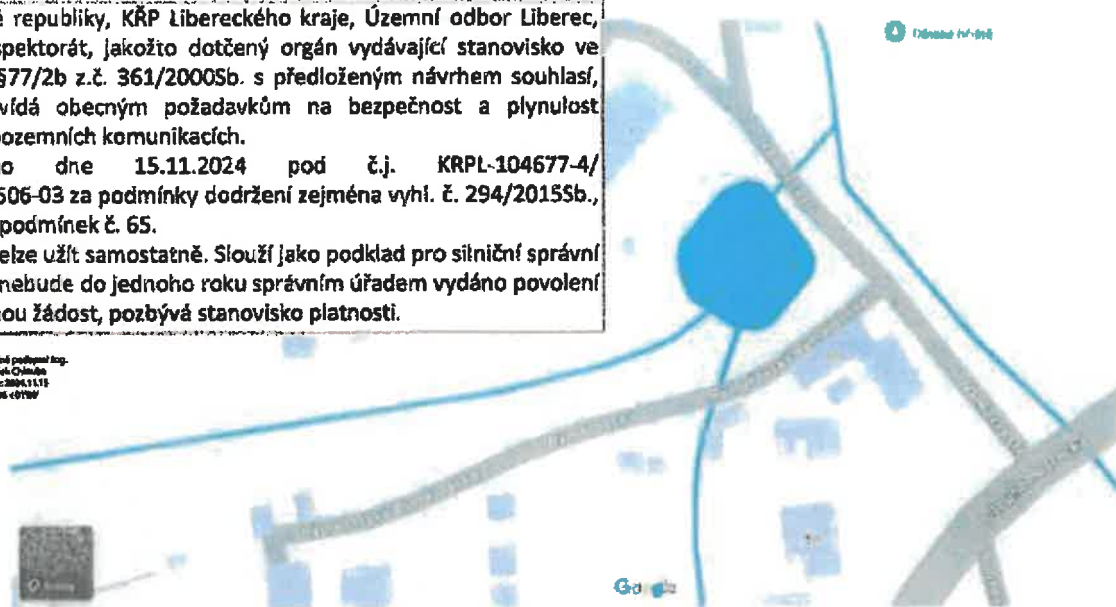 é republiky, KŘP Libereckého kraje, Územní odbor Liberec,
spektorát, jakožto dotčený orgán vydávající stanovisko ve
§77/2b z.č. 361/2000Sb. s předloženým návrhem souhlasí,
vídá obecným požadavkům na bezpečnost a plynulost
pozemních komunikacích.
o dne 15.11.2024 pod č.j. KRPL-104677-4/
606-03 za podmínky dodržení zejména vyhl. č. 294/2015Sb.,
podmínek č. 65.
elze užít samostatně. Slouží jako podklad pro silniční správní
nebude do jednoho roku správním úřadem vydáno povolení
ou žádost, pozbývá stanovisko platnosti.
Google